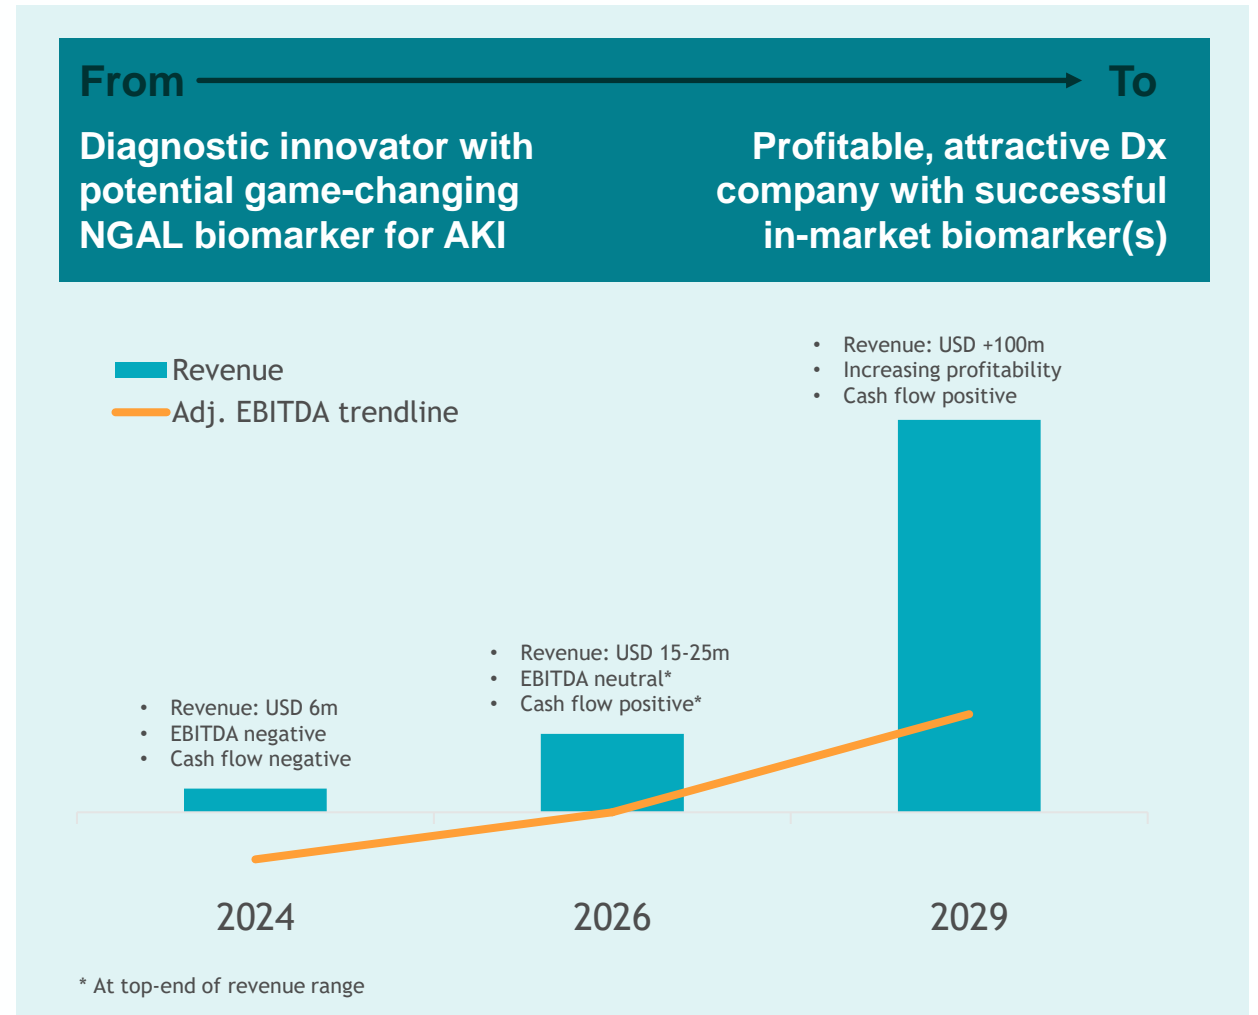 From To
Diagnostic innovator with
potential game-changing
NGAL biomarker for AKI
Profitable, attractive Dx
company with successful
in-market biomarker(s)
Revenue
Adj. EBITDA trendline
• Revenue: USD 6m
• EBITDA negative
• Cash flow negative
• Revenue: USD 15-25m
• EBITDA neutral*
• Cash flow positive*
• Revenue: USD +100m
• Increasing profitability
• Cash flow positive
2024 2026 2029
* At top-end of revenue range